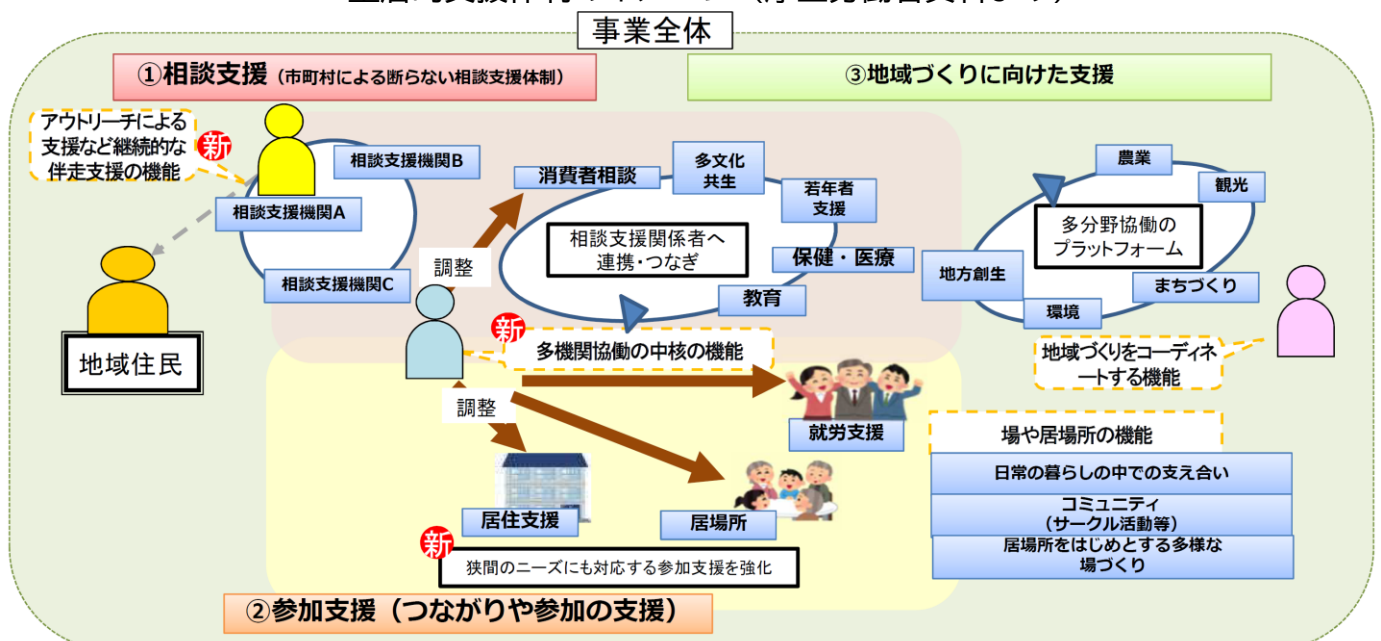 事業全体
①相談支援（市町村による断らない相談支援体制）
③地域づくりに向けた支援
アウトリーチによる
支援など継続的な
伴走支援の機能
新
相談支援機関B
相談支援機関A
相談支援機関C
地域住民
消費者相談
多文化
共生
若年者
支援
保健・医療
教育
相談支援関係者へ
連携・つなぎ
調整
新
多機関協働の中核の機能
農業
観光
多分野協働の
プラットフォーム
地方創生
まちづくり
環境
地域づくりをコーディネ
ートする機能
調整
就労支援
居住支援
居場所
新
狭間のニーズにも対応する参加支援を強化
②参加支援（つながりや参加の支援）
場や居場所の機能
日常の暮らしの中での支え合い
コミュニティ
（サークル活動等）
居場所をはじめとする多様な
場づくり